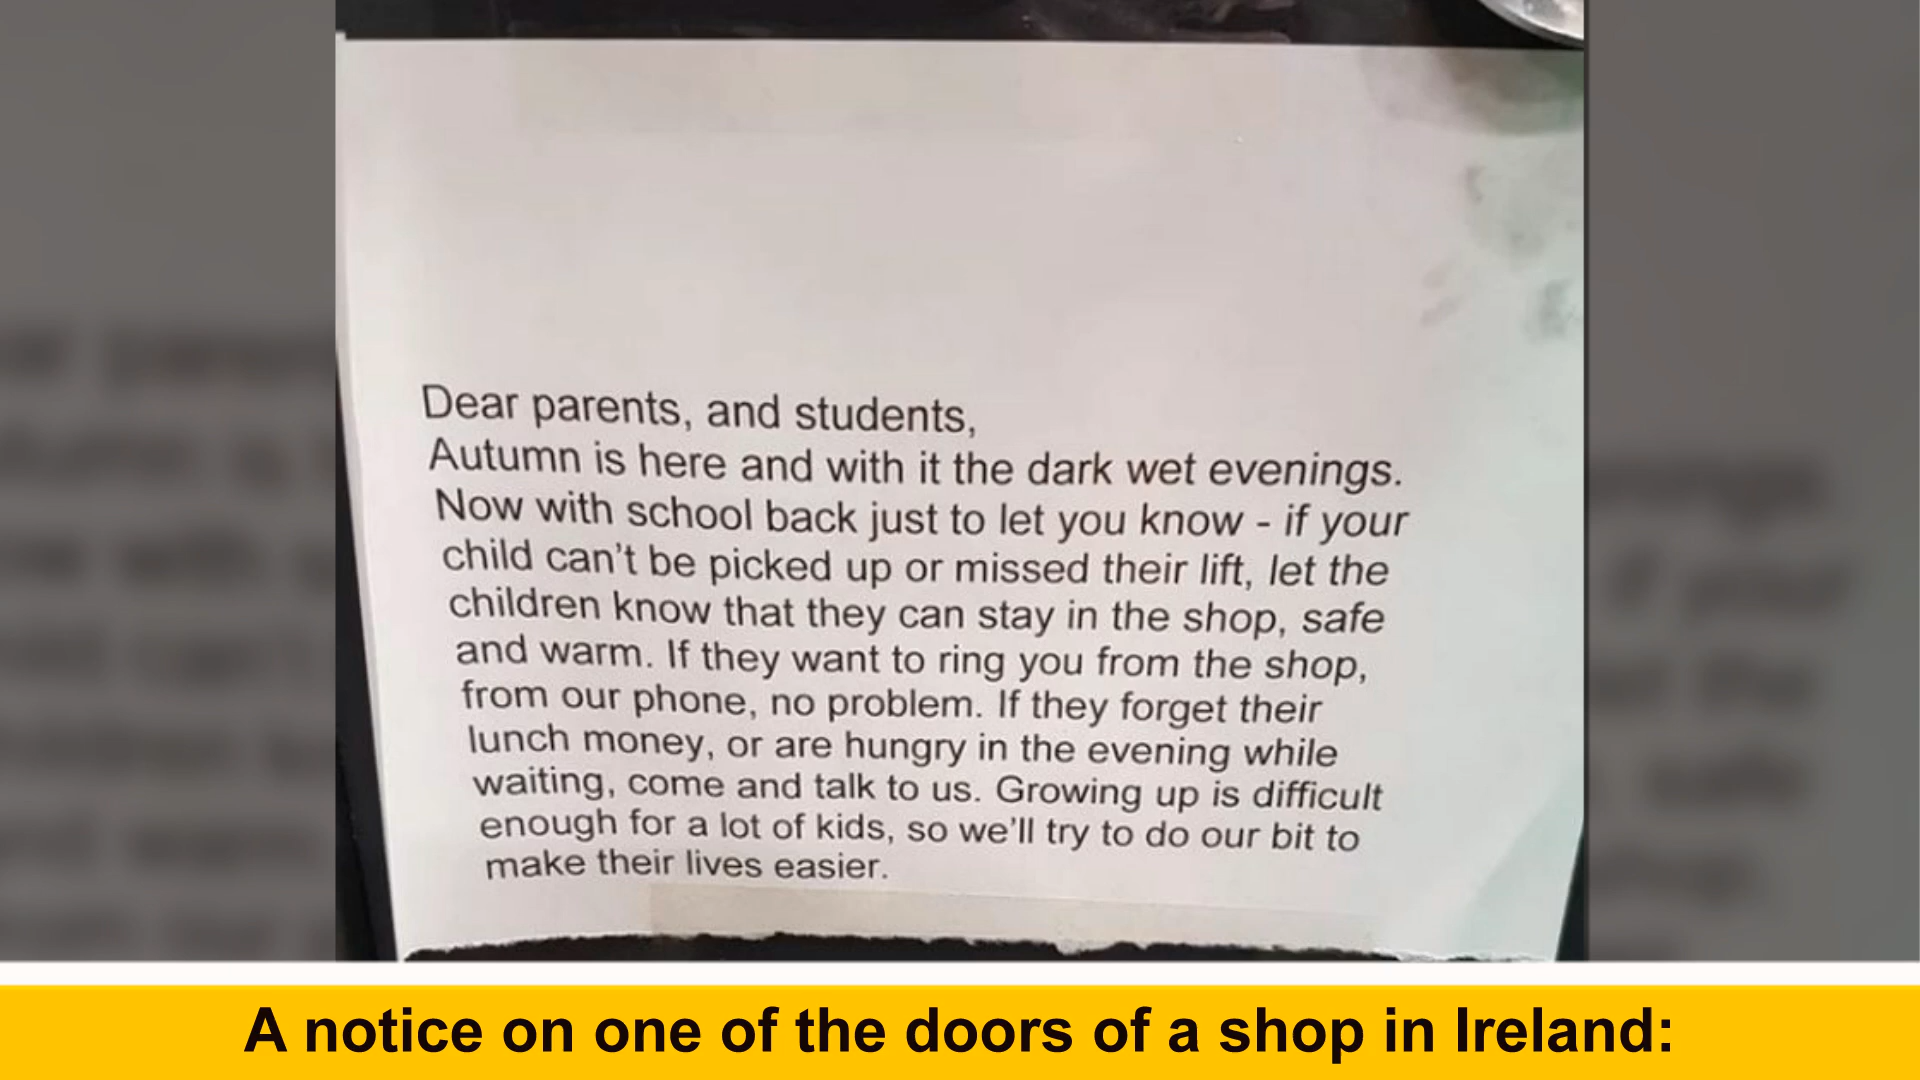 Dear parents, and students,
Autumn is here and with it the dark wet evenings.
Now with school back just to let you know - if your
child can't be picked up or missed their lift, let the
children know that they can stay in the shop, safe
and warm. If they want to ring you from the shop,
from our phone, no problem. If they forget their
lunch money, or are hungry in the evening while
waiting, come and talk to us. Growing up is difficult
enough for a lot of kids, so we'll try to do our bit to
make their lives easier.
A notice on one of the doors of a shop in Ireland: